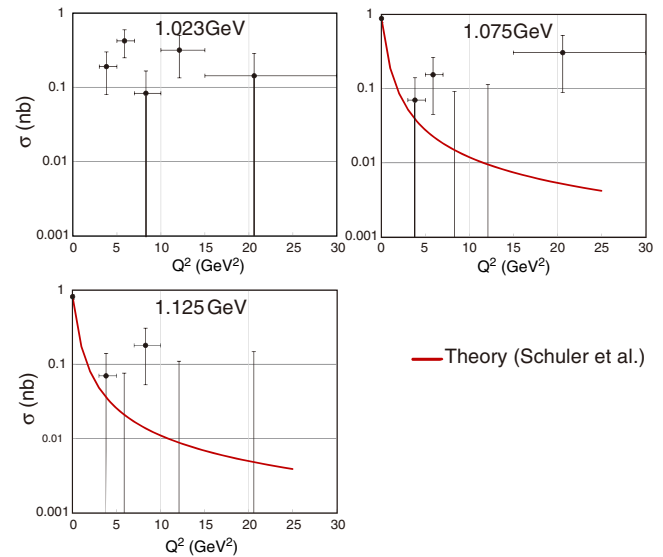 1.023GeV
σ (nb)
1
0.1
0.01
0.001
0 5 10 15 20 25 30
Q² (GeV²)
1.075GeV
1
0.1
0.01
0.001
0 5 10 15 20 25 30
Q² (GeV²)
1.125GeV
σ (nb)
1
0.1
0.01
0.001
0 5 10 15 20 25 30
Q² (GeV²)
Theory (Schuler et al.)